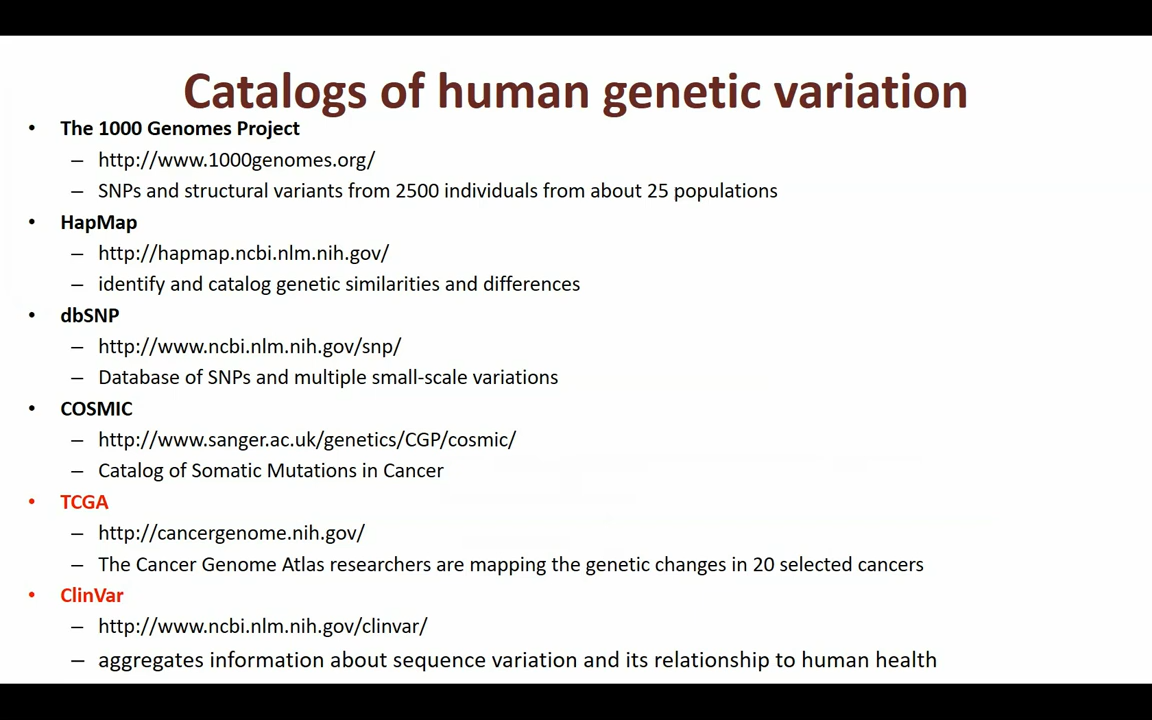 Catalogs of human genetic variation
• The 1000 Genomes Project
– http://www.1000genomes.org/
– SNPs and structural variants from 2500 individuals from about 25 populations
• HapMap
– http://hapmap.ncbi.nlm.nih.gov/
– identify and catalog genetic similarities and differences
• dbSNP
– http://www.ncbi.nlm.nih.gov/snp/
– Database of SNPs and multiple small-scale variations
• COSMIC
– http://www.sanger.ac.uk/genetics/CGP/cosmic/
– Catalog of Somatic Mutations in Cancer
• TCGA
– http://cancergenome.nih.gov/
– The Cancer Genome Atlas researchers are mapping the genetic changes in 20 selected cancers
• ClinVar
– http://www.ncbi.nlm.nih.gov/clinvar/
– aggregates information about sequence variation and its relationship to human health